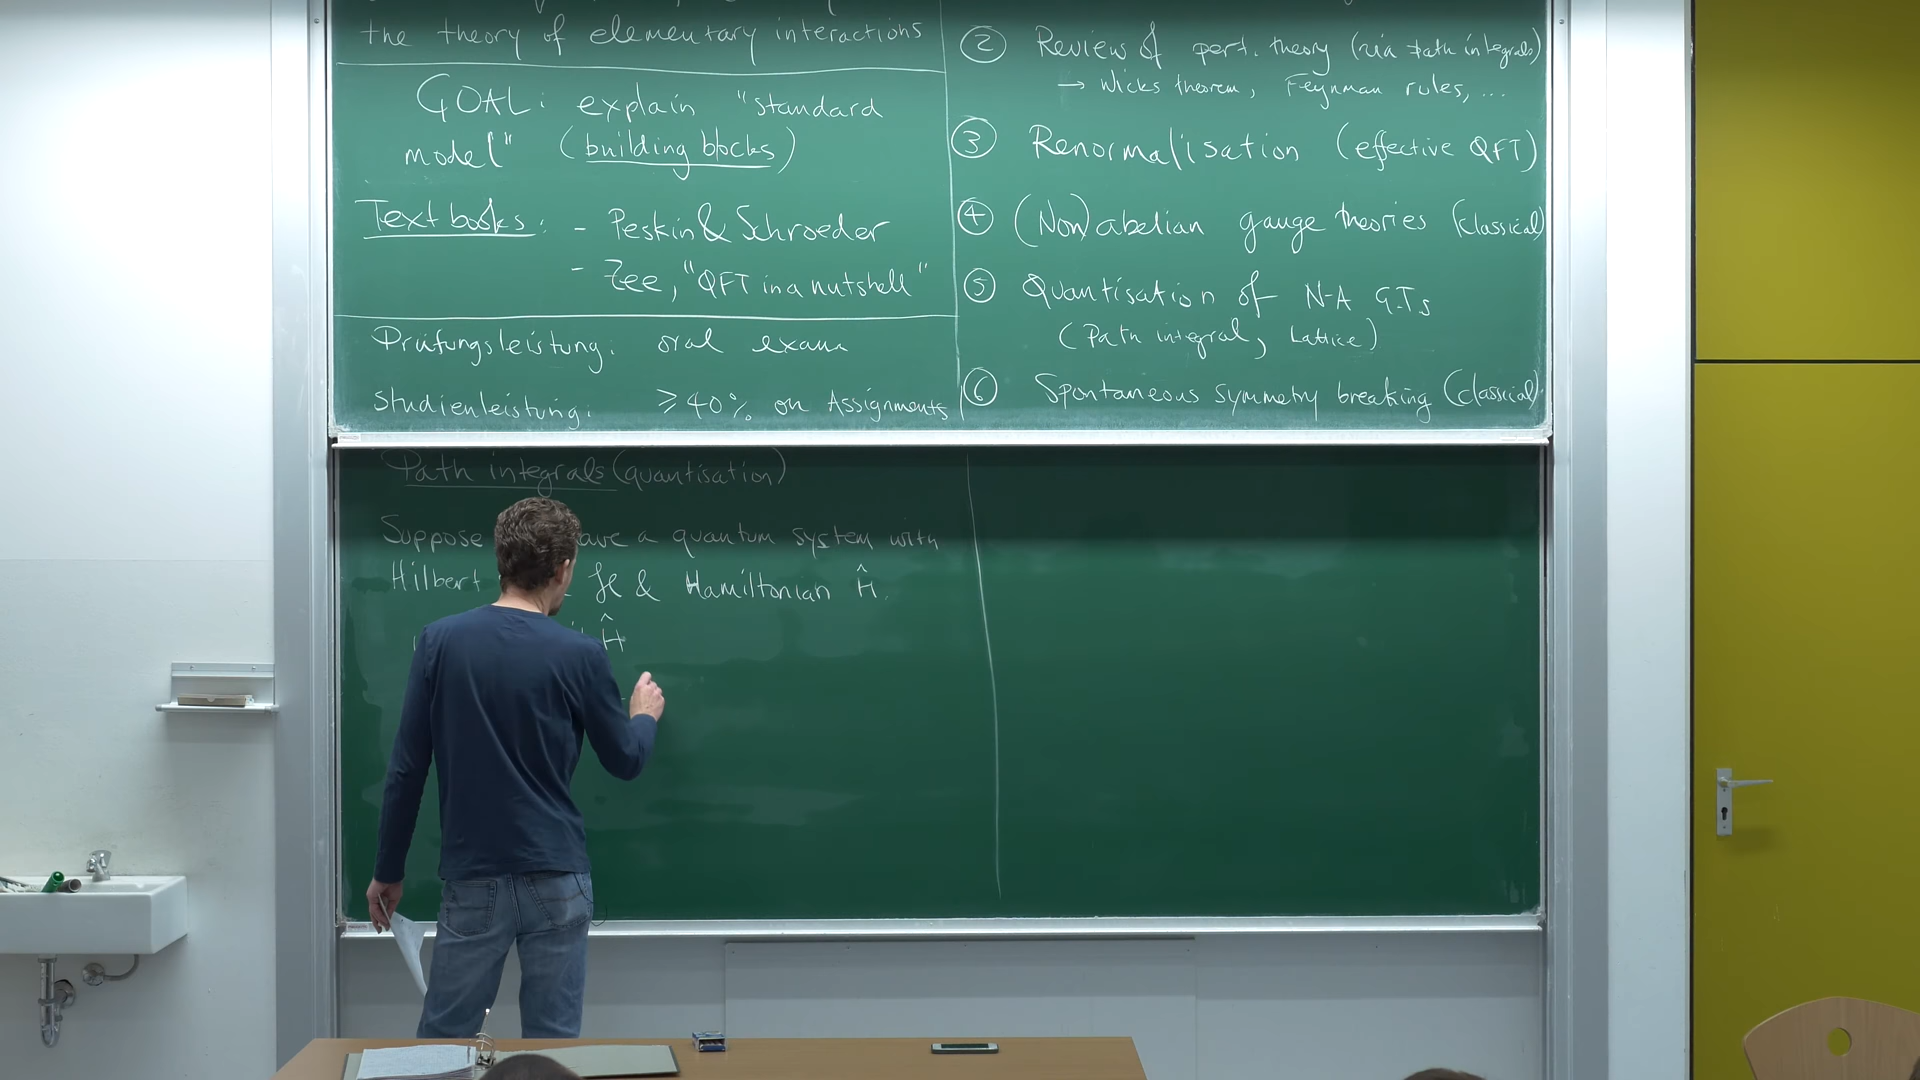 the theory of elementary interactions
GOAL: explain "standard
model" (building blocks)
Textbooks: - Peskin & Schroeder
- Zee, "QFT in a nutshell"
Prüfungsleistung: oral exam
Studienleistung: ≥40% on Assignments
② Review of pert. theory (via path integrals)
→ Wicks theorem, Feynman rules, ...
③ Renormalisation (effective QFT)
④ (Non)abelian gauge theories (classical)
⑤ Quantisation of N-A G.T.s
(Path integral, Lattice)
⑥ Spontaneous symmetry breaking (classical)
Path integrals (quantisation)
Suppose ave a quantum system with
Hilbert ℋ & Hamiltonian Ĥ.
Ĥ